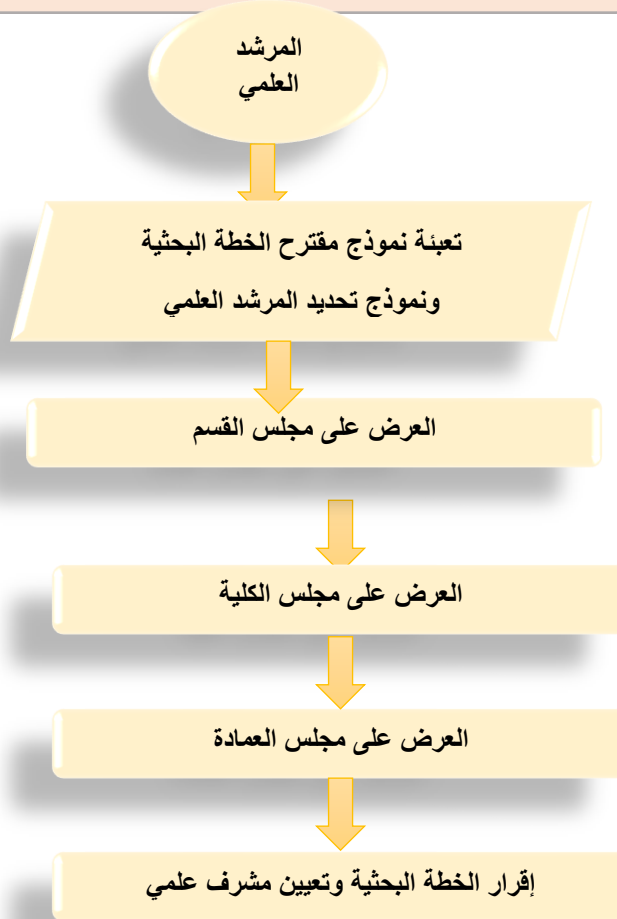 المرشد
العلمي
تعبئة نموذج مقترح الخطة البحثية
ونموذج تحديد المرشد العلمي
العرض على مجلس القسم
العرض على مجلس الكلية
العرض على مجلس العمادة
إقرار الخطة البحثية وتعيين مشرف علمي